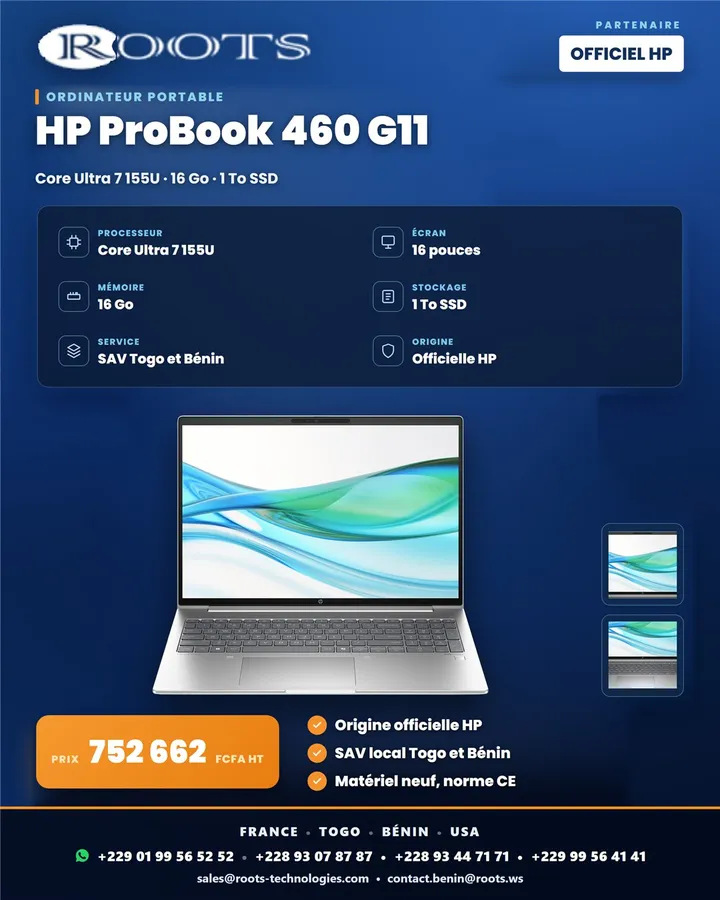 ROOTS
PARTENAIRE
OFFICIEL HP
ORDINATEUR PORTABLE
HP ProBook 460 G11
Core Ultra 7 155U · 16 Go · 1 To SSD
PROCESSEUR
Core Ultra 7 155U
ÉCRAN
16 pouces
MÉMOIRE
16 Go
STOCKAGE
1 To SSD
SERVICE
SAV Togo et Bénin
ORIGINE
Officielle HP
PRIX 752 662 FCFA HT
Origine officielle HP
SAV local Togo et Bénin
Matériel neuf, norme CE
FRANCE • TOGO • BÉNIN • USA
+229 01 99 56 52 52 • +228 93 07 87 87 • +228 93 44 71 71 • +229 99 56 41 41
sales@roots-technologies.com • contact.benin@roots.ws